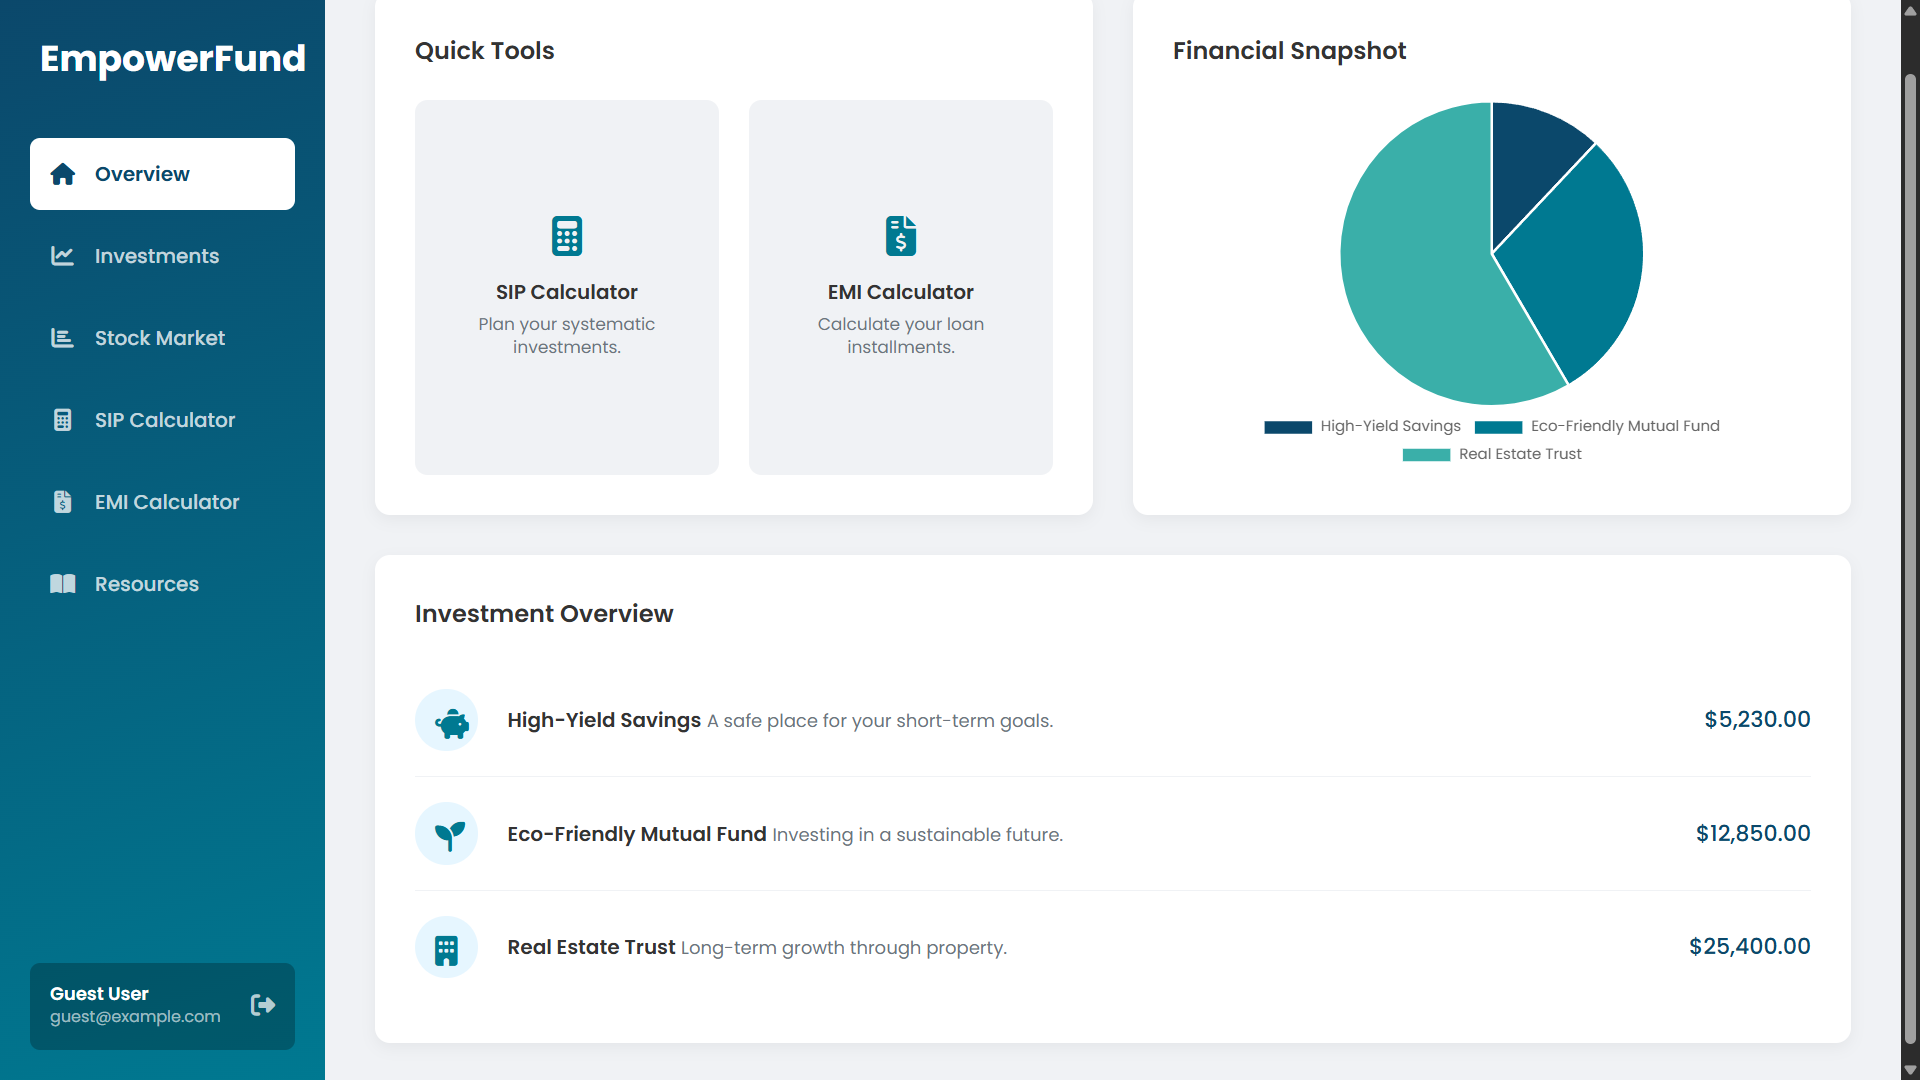 EmpowerFund
Overview
Investments
Stock Market
SIP Calculator
EMI Calculator
Resources
Guest User
guest@example.com
Quick Tools
SIP Calculator
Plan your systematic
investments.
EMI Calculator
Calculate your loan
installments.
Financial Snapshot
High-Yield Savings
Eco-Friendly Mutual Fund
Real Estate Trust
Investment Overview
High-Yield Savings A safe place for your short-term goals. $5,230.00
Eco-Friendly Mutual Fund Investing in a sustainable future. $12,850.00
Real Estate Trust Long-term growth through property. $25,400.00